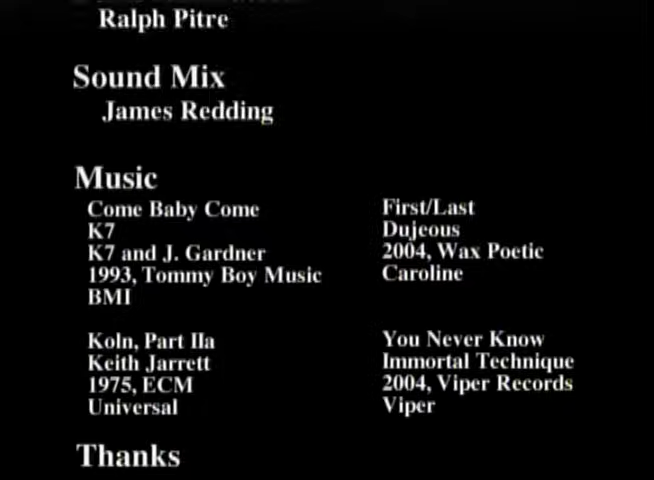 Ralph Pitre
Sound Mix
James Redding
Music
Come Baby Come
K7
K7 and J. Gardner
1993, Tommy Boy Music
BMI
First/Last
Dujeous
2004, Wax Poetic
Caroline
Koln, Part IIa
Keith Jarrett
1975, ECM
Universal
You Never Know
Immortal Technique
2004, Viper Records
Viper
Thanks